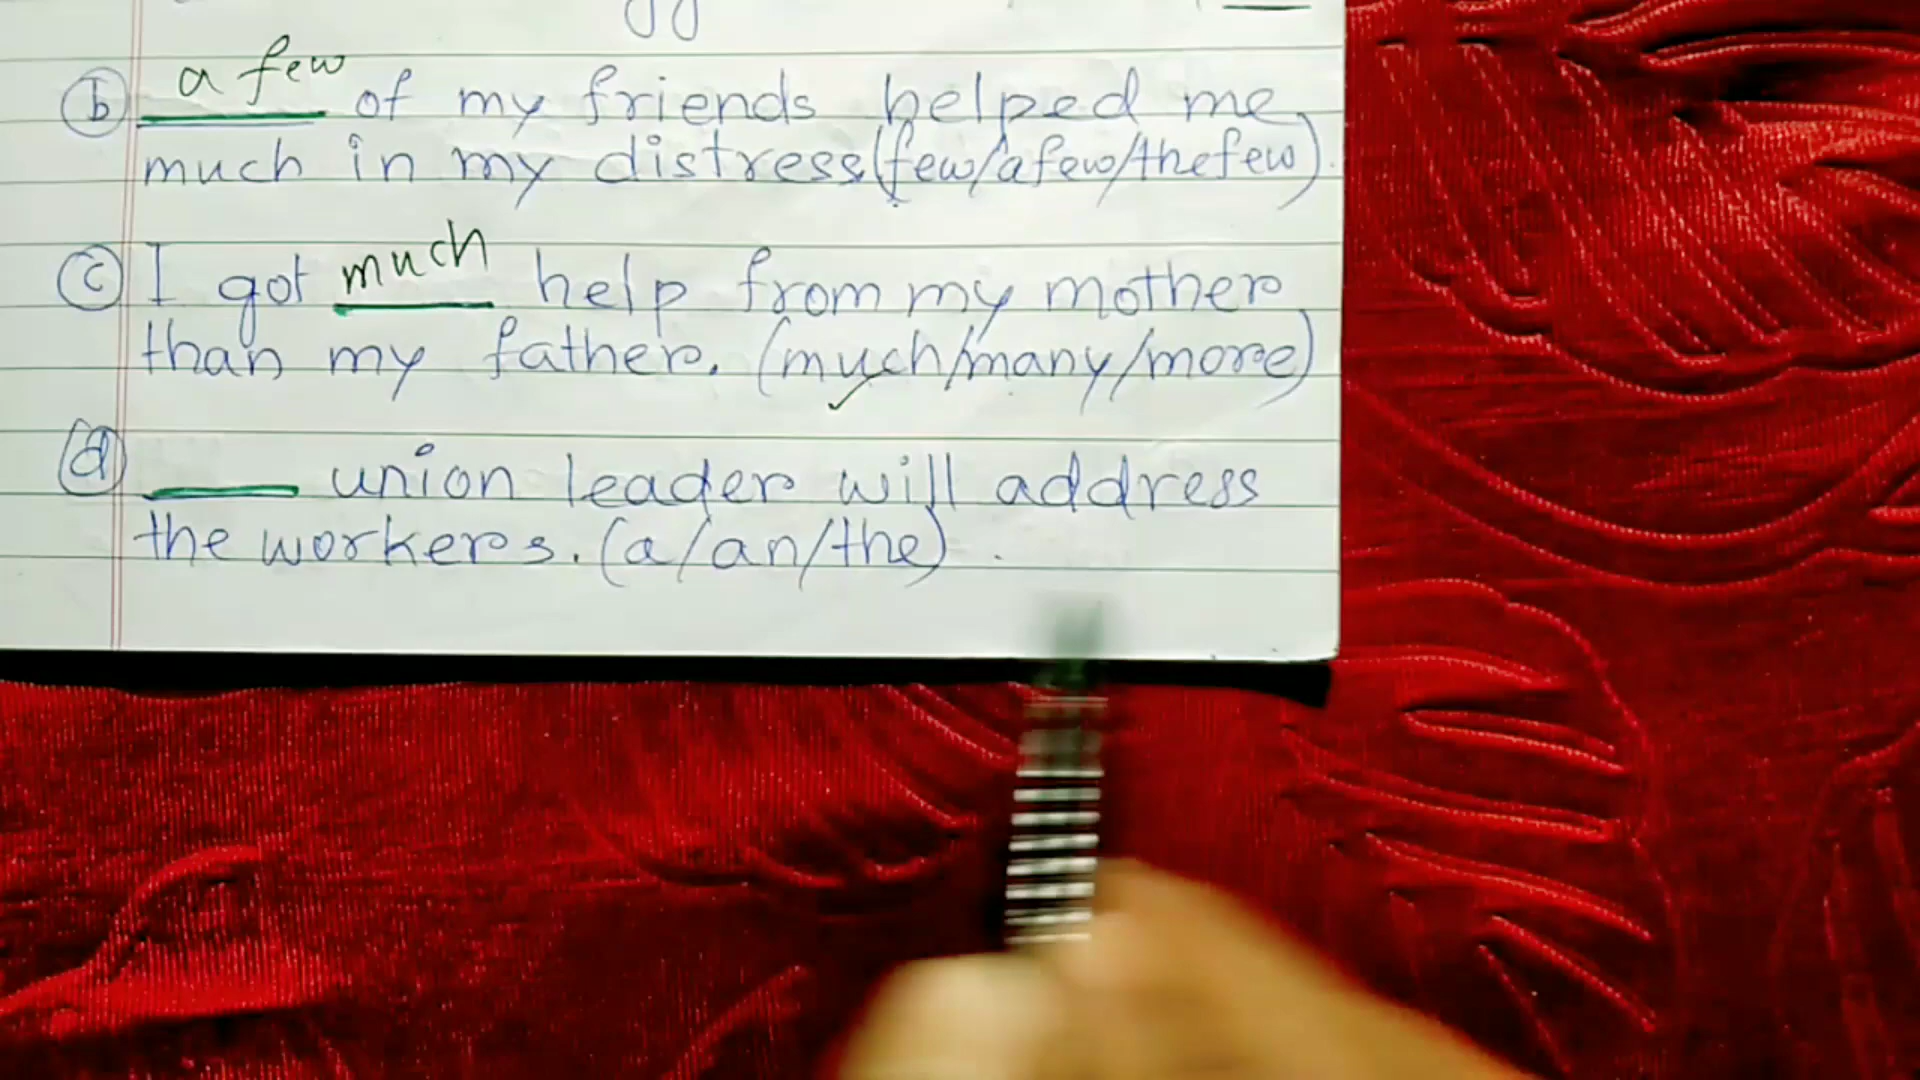 (b) a few of my friends helped me
much in my distress (few/a few/the few).
(c) I got much help from my mother
than my father. (much/many/more)
(d) ___ union leader will address
the workers. (a/an/the)